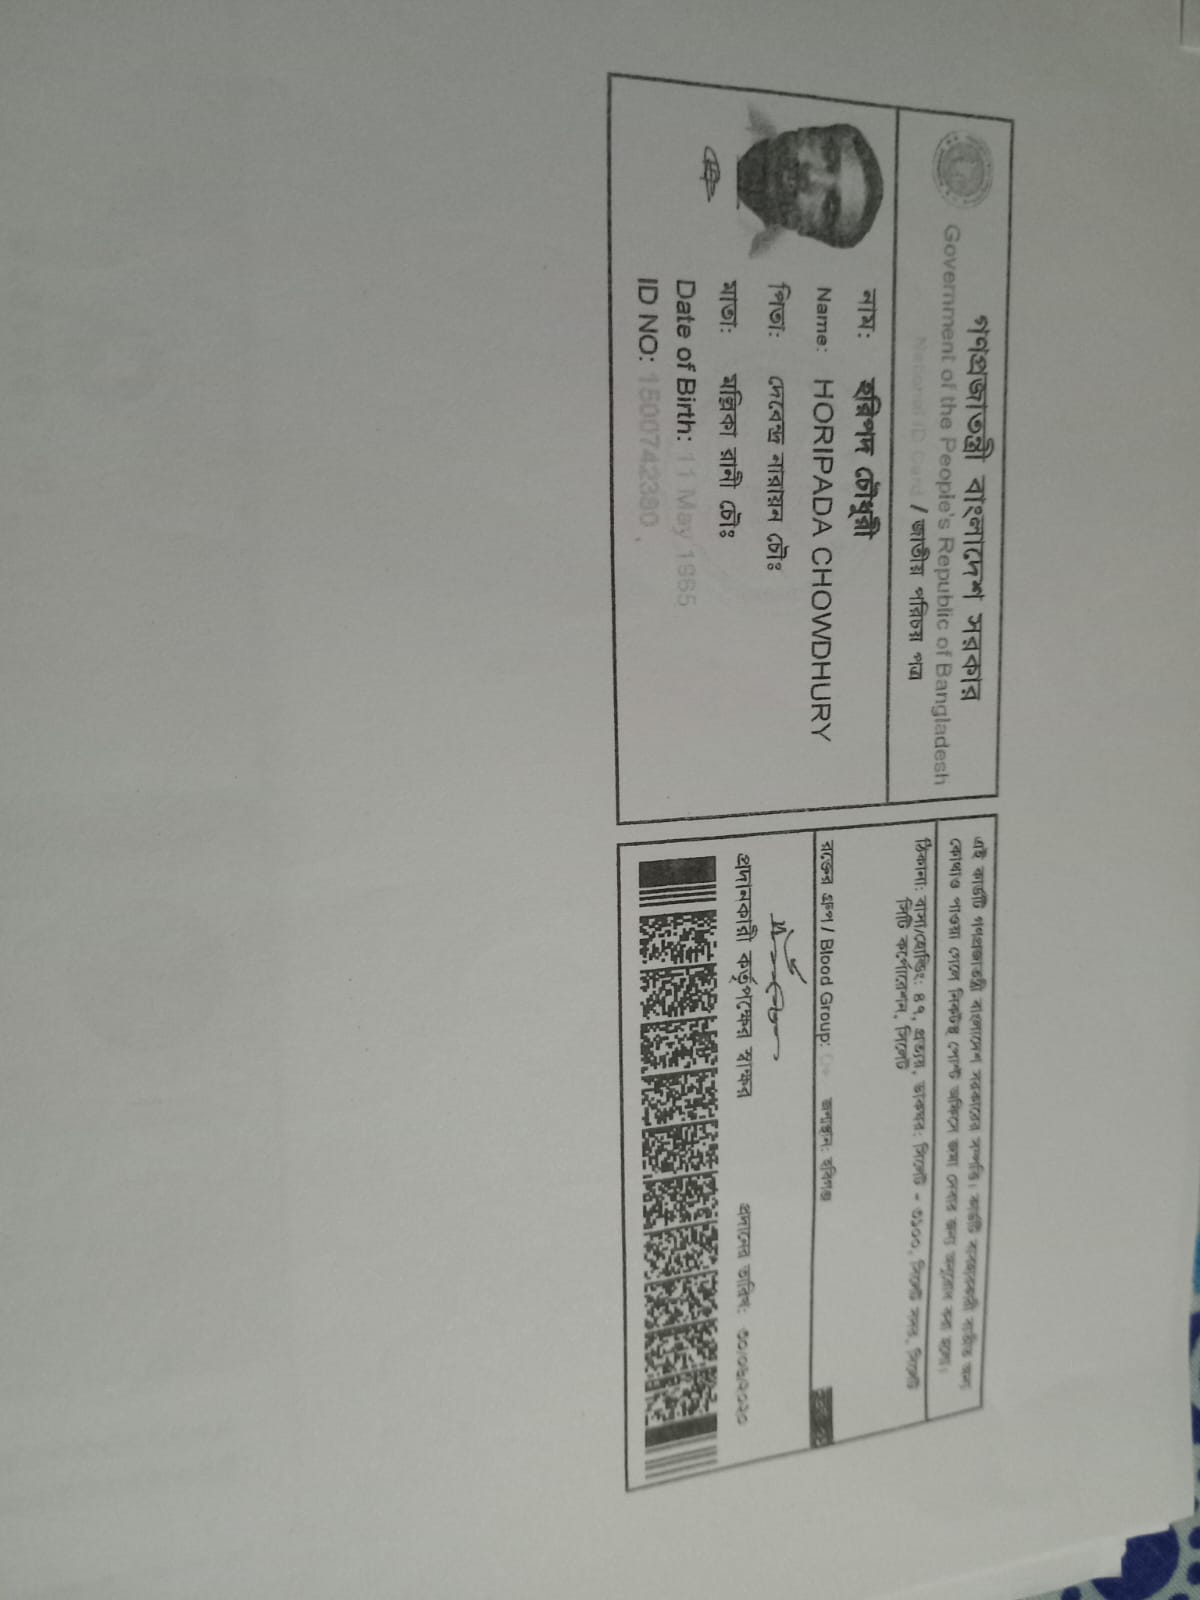 গণপ্রজাতন্ত্রী বাংলাদেশ সরকার
Government of the People's Republic of Bangladesh
National ID Card / জাতীয় পরিচয় পত্র
নাম: হরিপদ চৌধুরী
Name: HORIPADA CHOWDHURY
পিতা: দেবেন্দ্র নারায়ন চৌঃ
মাতা: মল্লিকা রানী চৌঃ
Date of Birth: 11 May 1965
ID NO: 1500742380
এই কার্ডটি গণপ্রজাতন্ত্রী বাংলাদেশ সরকারের সম্পত্তি। কার্ডটি ব্যবহারকারী ব্যতীত অন্য
কোথাও পাওয়া গেলে নিকটস্থ পোস্ট অফিসে জমা দেবার জন্য অনুরোধ করা হলো।
ঠিকানা: বাসা/হোল্ডিং: ৪৭, প্রত্যয়, ডাকঘর: সিলেট - ৩১০০, সিলেট সদর, সিলেট
সিটি কর্পোরেশন, সিলেট
রক্তের গ্রুপ / Blood Group: জন্মস্থান: হবিগঞ্জ
প্রদানকারী কর্তৃপক্ষের স্বাক্ষর প্রদানের তারিখ: ৩০/০৬/২০২০